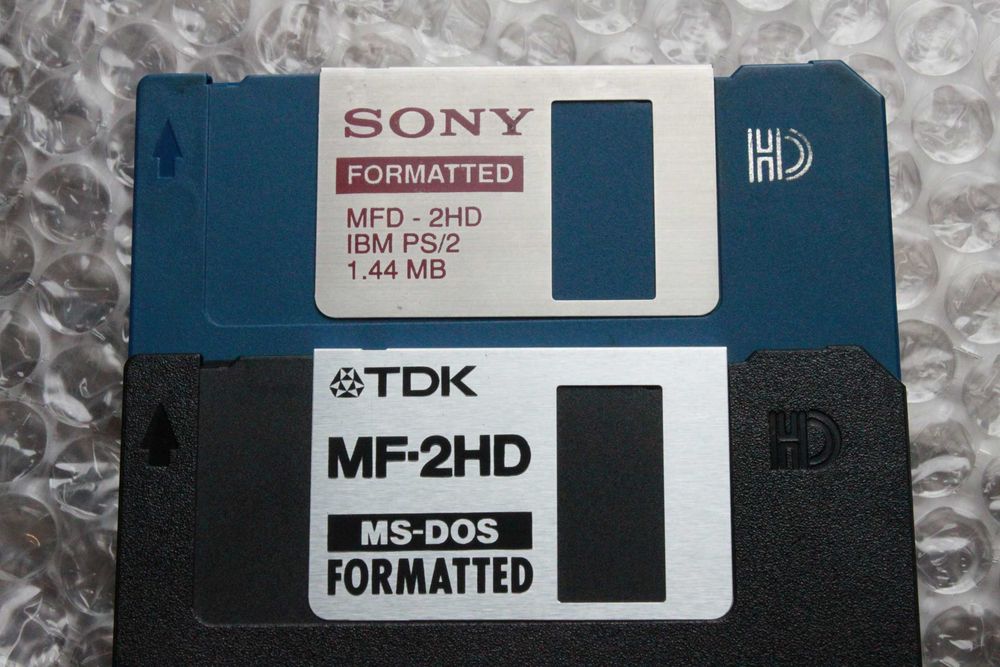 SONY
FORMATTED
MFD - 2HD
IBM PS/2
1.44 MB
HD
TDK
MF-2HD
MS-DOS
FORMATTED
HD